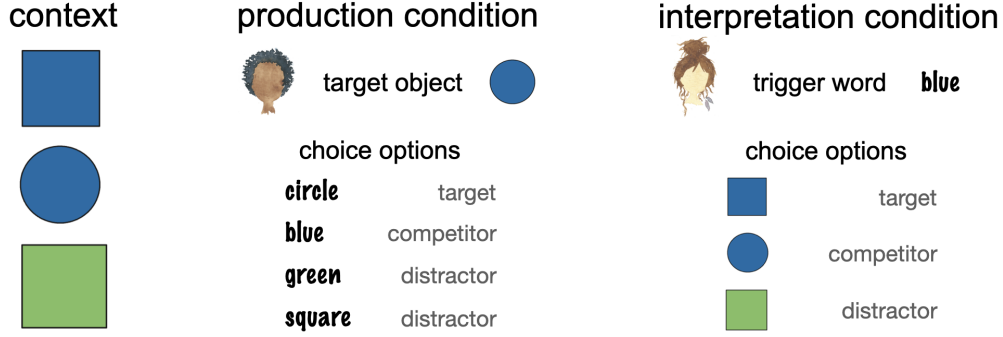 context
production condition
target object
choice options
circle target
blue competitor
green distractor
square distractor
interpretation condition
trigger word blue
choice options
target
competitor
distractor